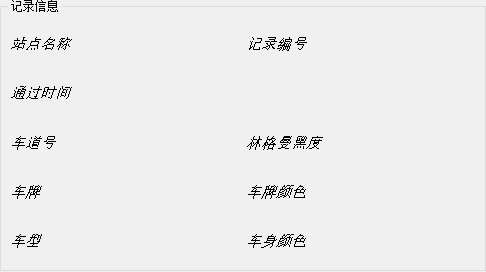 记录信息
站点名称 记录编号
通过时间
车道号 林格曼黑度
车牌 车牌颜色
车型 车身颜色